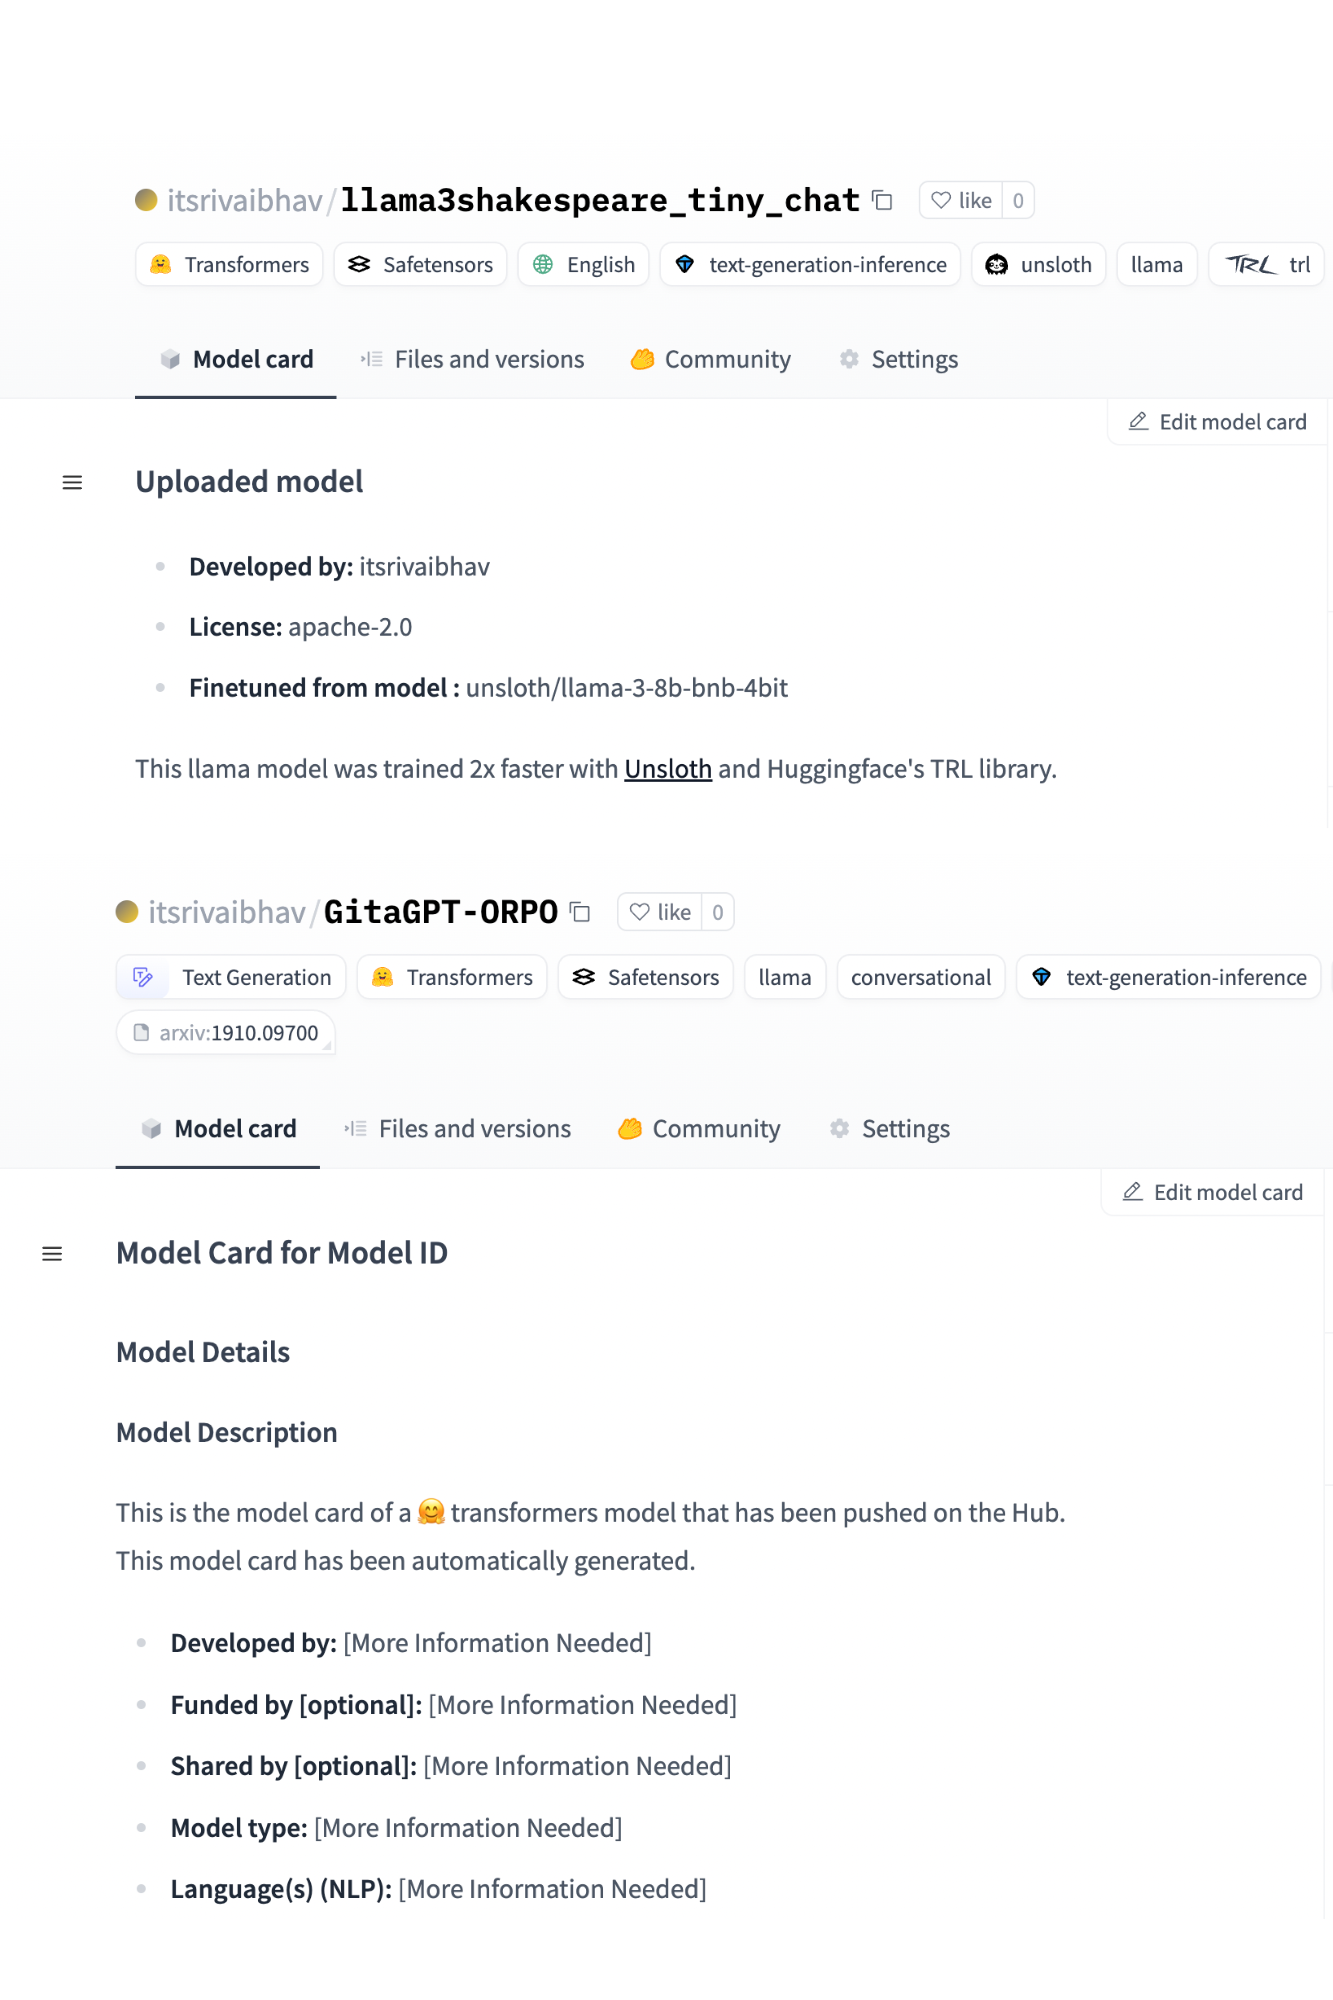 itsrivaibhav/llama3shakespeare_tiny_chat like 0
Transformers Safetensors English text-generation-inference unsloth llama TRL trl
Model card Files and versions Community Settings
Edit model card
Uploaded model
Developed by: itsrivaibhav
License: apache-2.0
Finetuned from model : unsloth/llama-3-8b-bnb-4bit
This llama model was trained 2x faster with Unsloth and Huggingface's TRL library.
itsrivaibhav/GitaGPT-ORPO like 0
Text Generation Transformers Safetensors llama conversational text-generation-inference
arxiv:1910.09700
Model card Files and versions Community Settings
Edit model card
Model Card for Model ID
Model Details
Model Description
This is the model card of a 🤗 transformers model that has been pushed on the Hub.
This model card has been automatically generated.
Developed by: [More Information Needed]
Funded by [optional]: [More Information Needed]
Shared by [optional]: [More Information Needed]
Model type: [More Information Needed]
Language(s) (NLP): [More Information Needed]